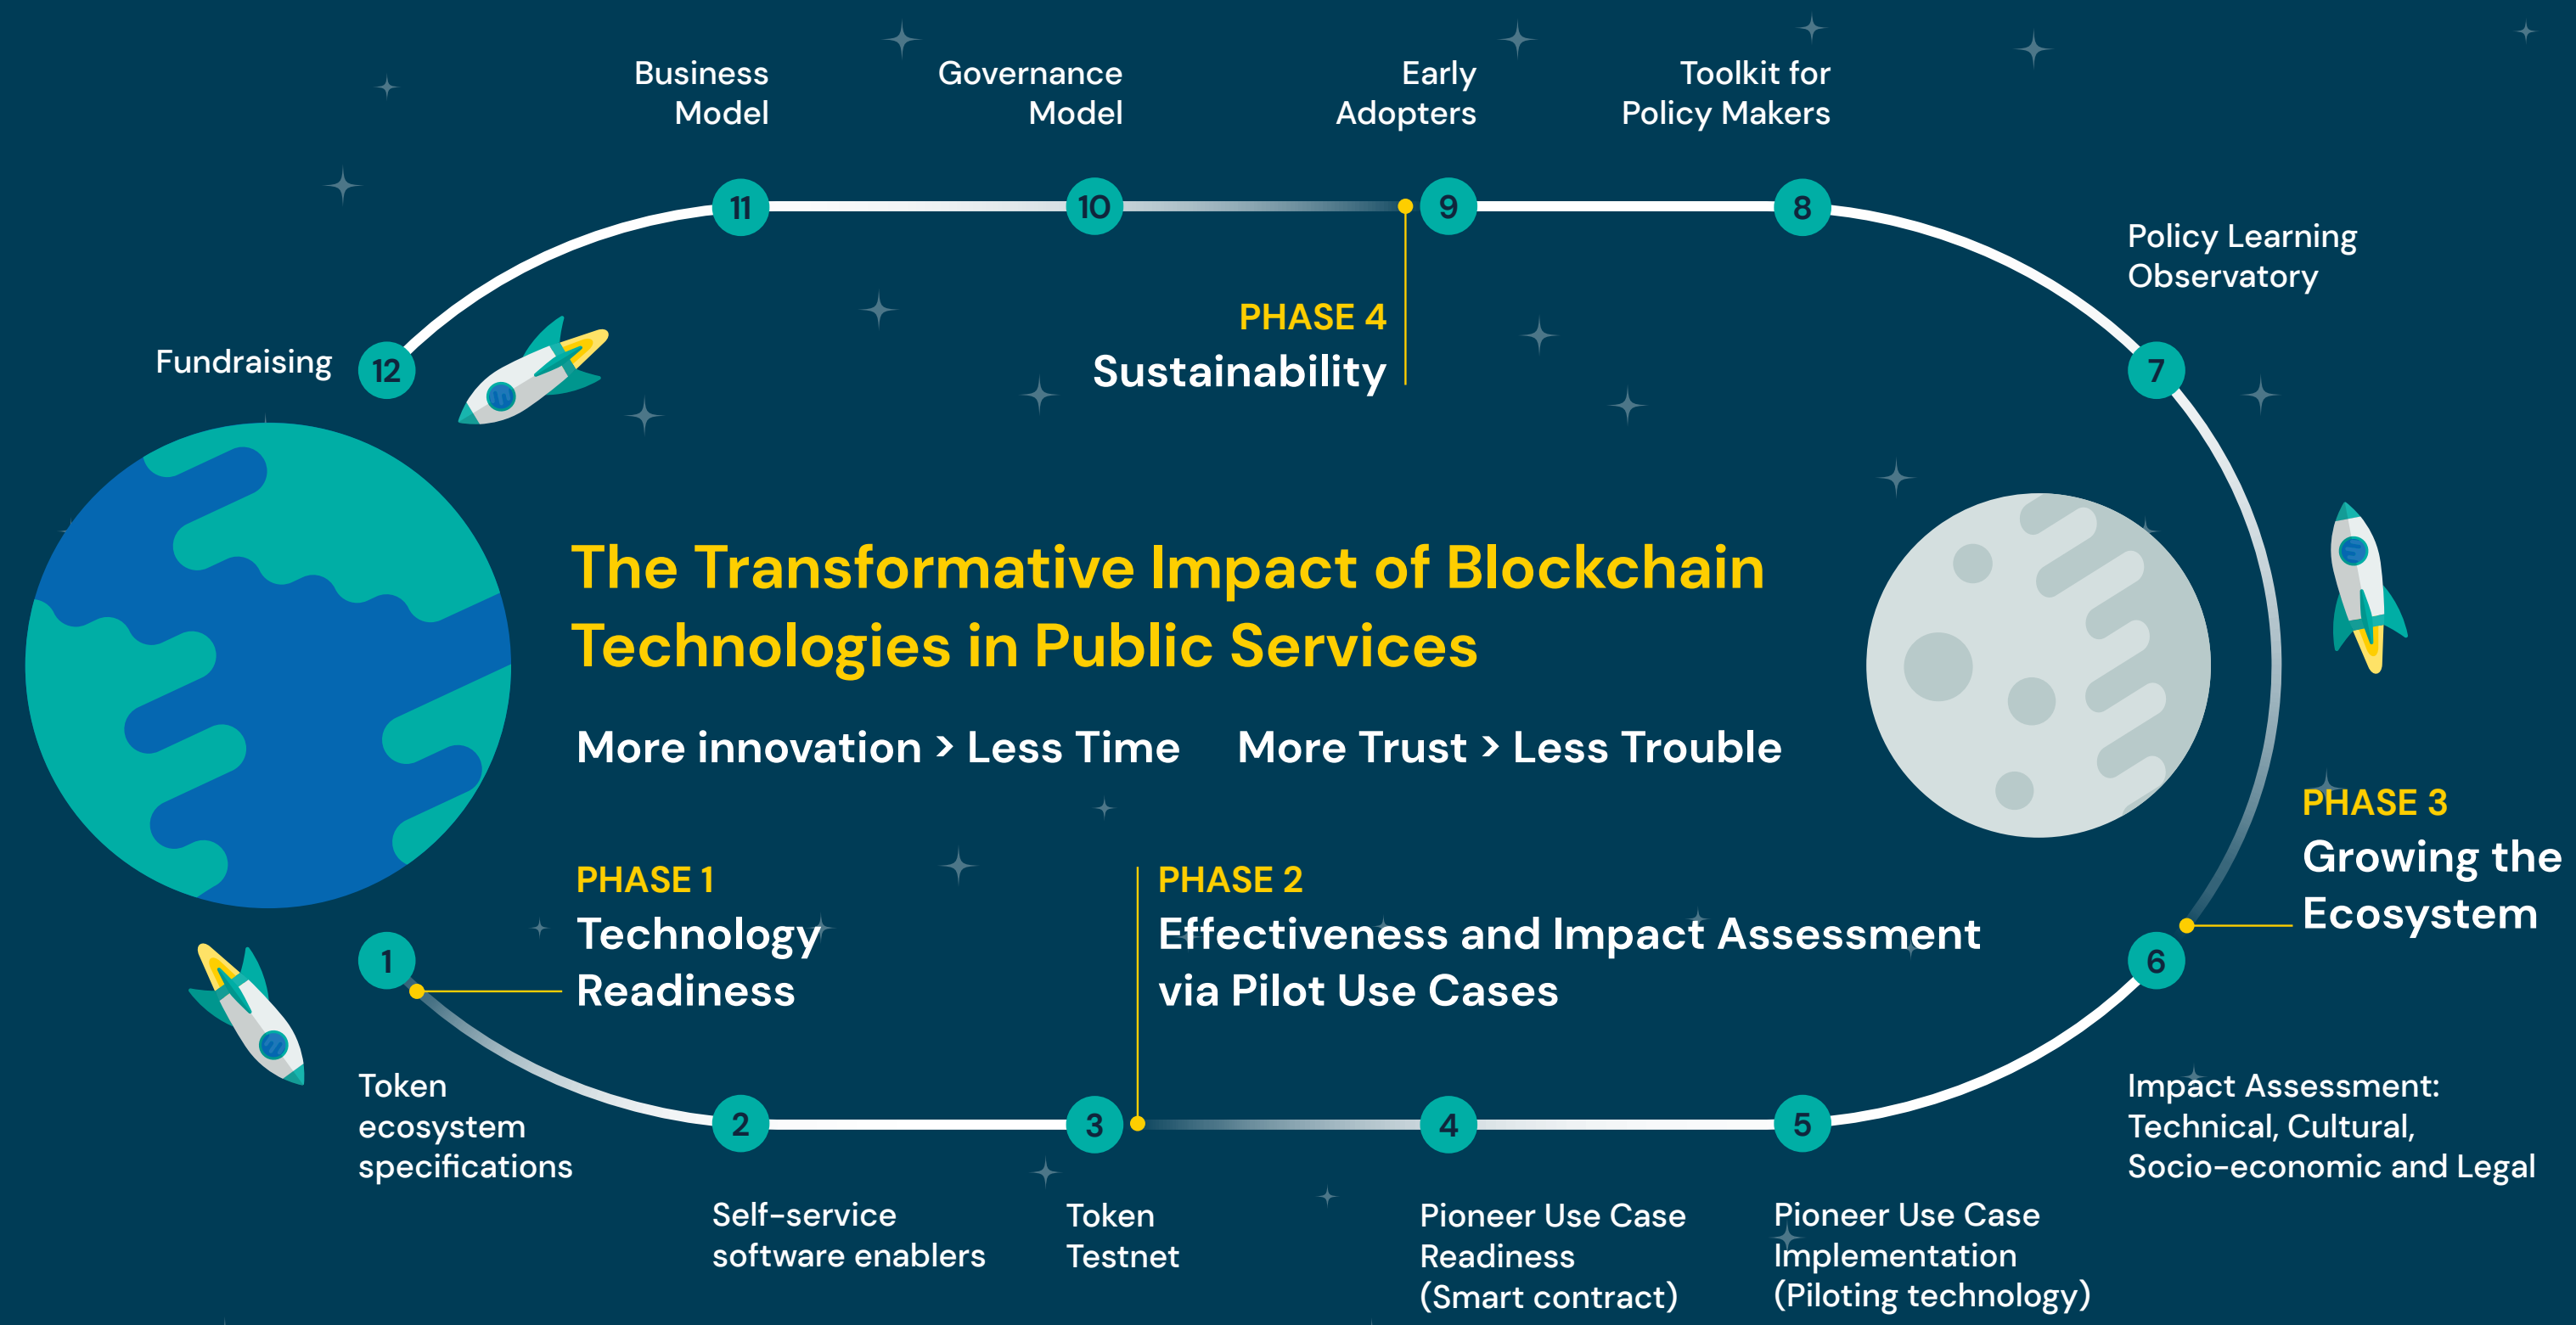 Business
Model
Governance
Model
Early
Adopters
Toolkit for
Policy Makers
11
10
9
8
Policy Learning
Observatory
PHASE 4
Sustainability
Fundraising
12
7
The Transformative Impact of Blockchain
Technologies in Public Services
More innovation > Less Time
More Trust > Less Trouble
PHASE 3
Growing the
Ecosystem
PHASE 1
Technology
Readiness
PHASE 2
Effectiveness and Impact Assessment
via Pilot Use Cases
1
6
Token
ecosystem
specifications
2
3
4
5
Impact Assessment:
Technical, Cultural,
Socio-economic and Legal
Self-service
software enablers
Token
Testnet
Pioneer Use Case
Readiness
(Smart contract)
Pioneer Use Case
Implementation
(Piloting technology)